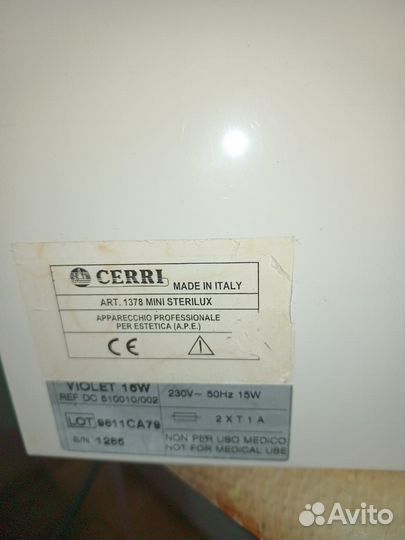 CERRI MADE IN ITALY
ART. 1378 MINI STERILUX
APPARECCHIO PROFESSIONALE
PER ESTETICA (A.P.E.)
CE
VIOLET 15W
REF DC 510010/002
230V~ 50Hz 15W
LOT 9611CA79
2 X T 1 A
S/N 1266
NON PER USO MEDICO
NOT FOR MEDICAL USE
Avito